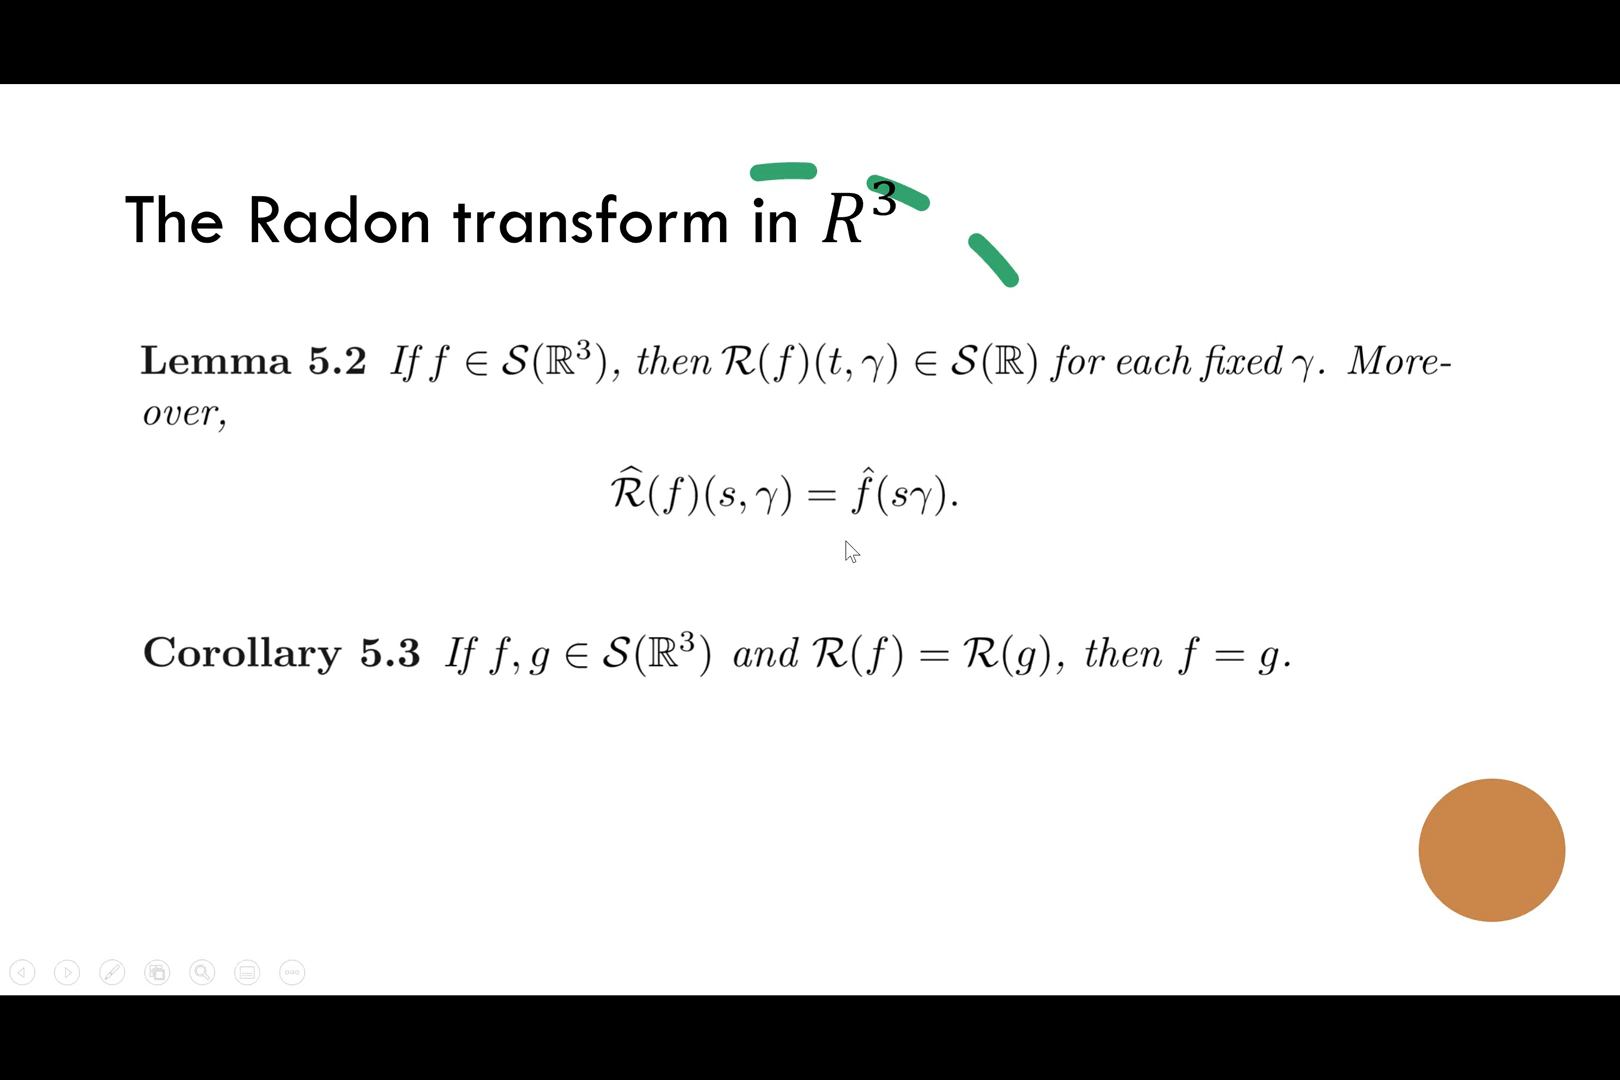 The Radon transform in R³
Lemma 5.2 If f ∈ 𝒮(ℝ³), then ℛ(f)(t, γ) ∈ 𝒮(ℝ) for each fixed γ. More-
over,
ℛ̂(f)(s, γ) = f̂(sγ).
Corollary 5.3 If f, g ∈ 𝒮(ℝ³) and ℛ(f) = ℛ(g), then f = g.